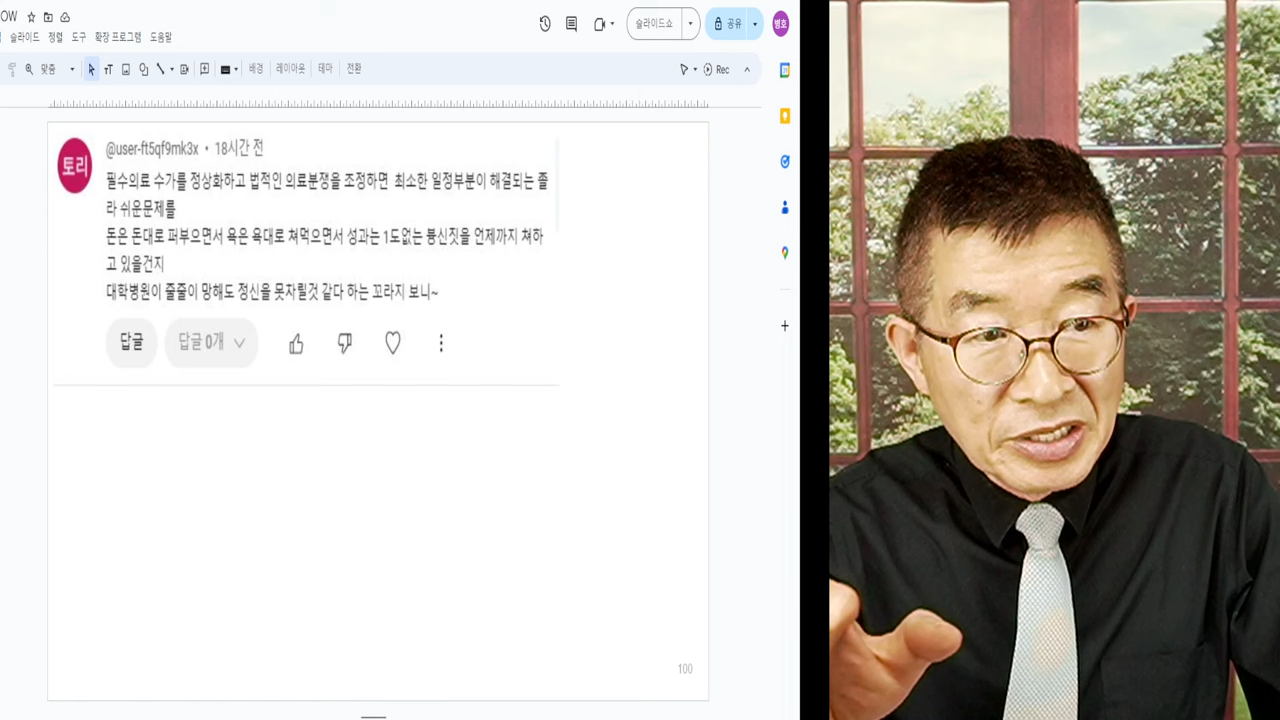 OW
슬라이드 정렬 도구 확장 프로그램 도움말
슬라이드쇼
공유
병호
맞춤
배경 레이아웃 테마 전환
Rec
토리
@user-ft5qf9mk3x • 18시간 전
필수의료 수가를 정상화하고 법적인 의료분쟁을 조정하면 최소한 일정부분이 해결되는 졸
라 쉬운문제를
돈은 돈대로 퍼부으면서 욕은 욕대로 쳐먹으면서 성과는 1도없는 븅신짓을 언제까지 쳐하
고 있을건지
대학병원이 줄줄이 망해도 정신을 못차릴것 같다 하는 꼬라지 보니~
답글
답글 0개
100